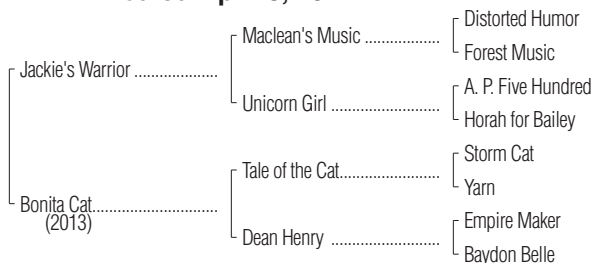 Distorted Humor
Maclean's Music ..................
Forest Music
Jackie's Warrior ....................
A. P. Five Hundred
Unicorn Girl ..........................
Horah for Bailey
Storm Cat
Tale of the Cat........................
Yarn
Bonita Cat..............................
(2013)
Empire Maker
Dean Henry ..........................
Baydon Belle